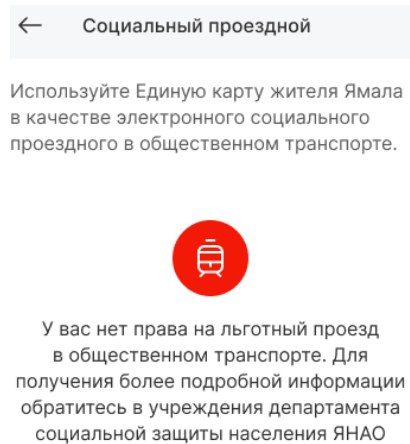 Социальный проездной
Используйте Единую карту жителя Ямала
в качестве электронного социального
проездного в общественном транспорте.
У вас нет права на льготный проезд
в общественном транспорте. Для
получения более подробной информации
обратитесь в учреждения департамента
социальной защиты населения ЯНАО